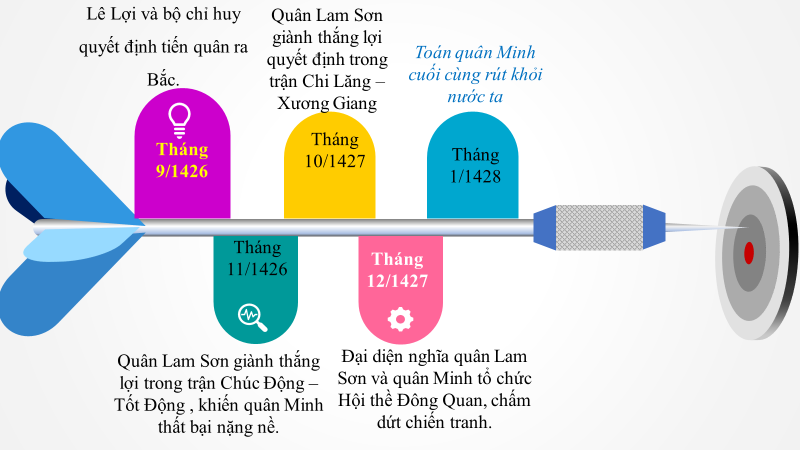 Lê Lợi và bộ chỉ huy
quyết định tiến quân ra
Bắc.
Tháng
9/1426
Tháng
11/1426
Quân Lam Sơn giành thắng
lợi trong trận Chúc Động –
Tốt Động , khiến quân Minh
thất bại nặng nề.
Quân Lam Sơn
giành thắng lợi
quyết định trong
trận Chi Lăng –
Xương Giang
Tháng
10/1427
Tháng
12/1427
Đại diện nghĩa quân Lam
Sơn và quân Minh tổ chức
Hội thề Đông Quan, chấm
dứt chiến tranh.
Toán quân Minh
cuối cùng rút khỏi
nước ta
Tháng
1/1428